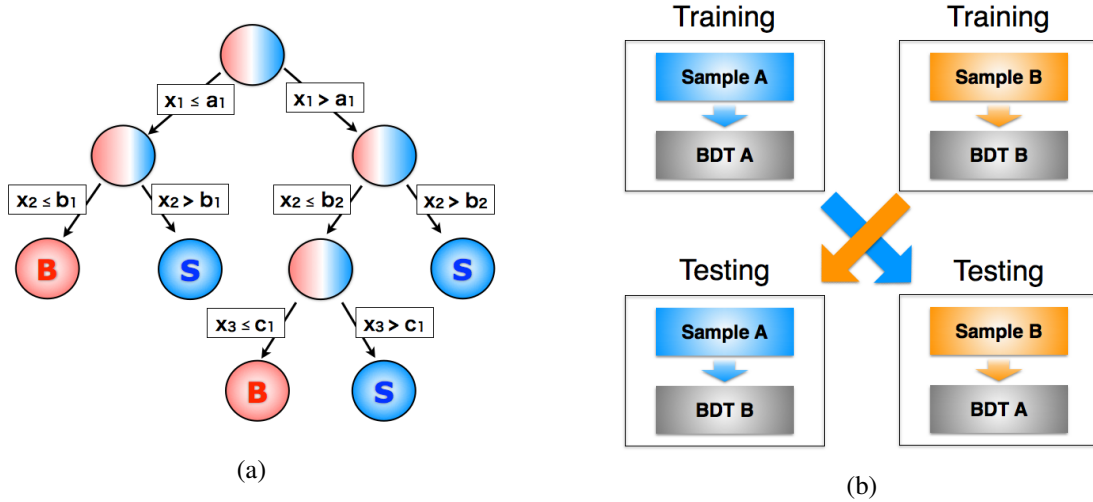 x₁ ≤ a₁
x₁ > a₁
x₂ ≤ b₁
x₂ > b₁
x₂ ≤ b₂
x₂ > b₂
B
S
S
x₃ ≤ c₁
x₃ > c₁
B
S
(a)
Training
Training
Sample A
Sample B
BDT A
BDT B
Testing
Testing
Sample A
Sample B
BDT B
BDT A
(b)